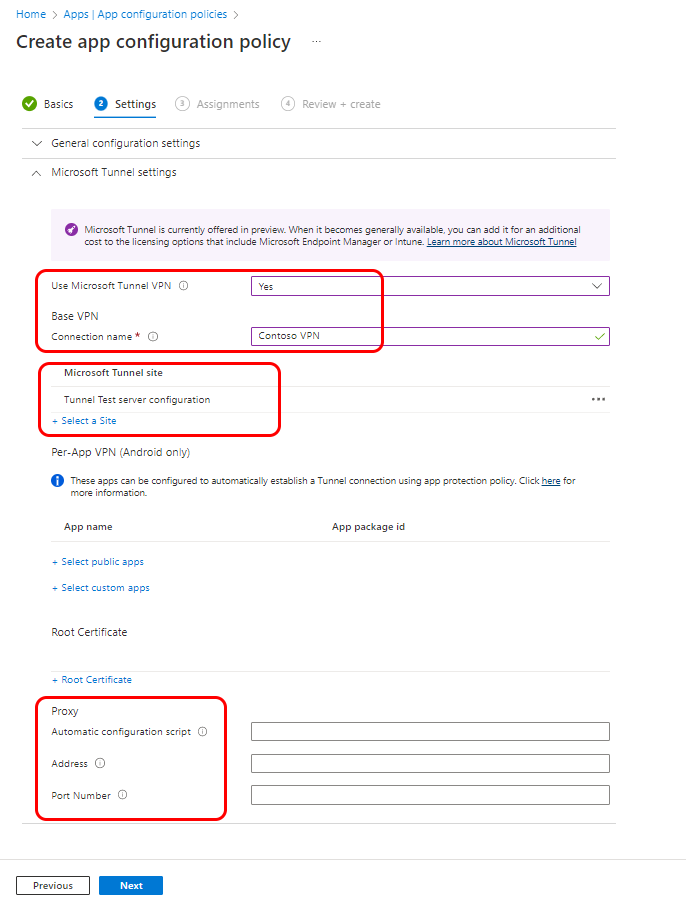 Home > Apps | App configuration policies >
Create app configuration policy ...
Basics 2 Settings 3 Assignments 4 Review + create
General configuration settings
Microsoft Tunnel settings
Microsoft Tunnel is currently offered in preview. When it becomes generally available, you can add it for an additional
cost to the licensing options that include Microsoft Endpoint Manager or Intune. Learn more about Microsoft Tunnel
Use Microsoft Tunnel VPN Yes
Base VPN
Connection name * Contoso VPN
Microsoft Tunnel site
Tunnel Test server configuration
+ Select a Site
Per-App VPN (Android only)
These apps can be configured to automatically establish a Tunnel connection using app protection policy. Click here for
more information.
App name App package id
+ Select public apps
+ Select custom apps
Root Certificate
+ Root Certificate
Proxy
Automatic configuration script
Address
Port Number
Previous Next